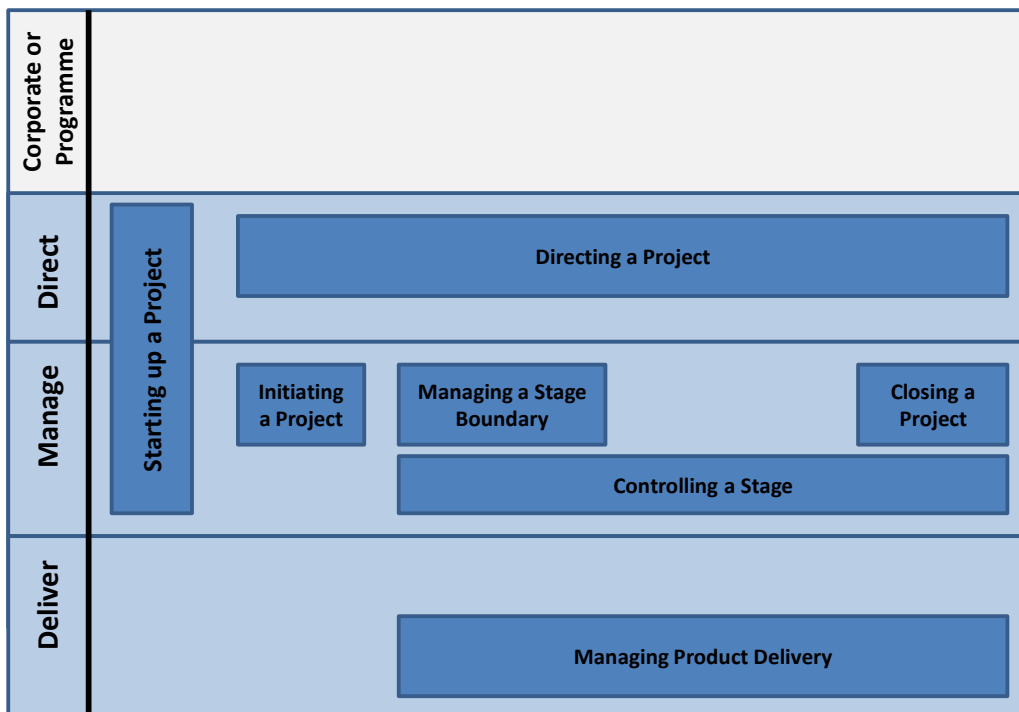 Corporate or
Programme
Direct
Starting up a Project
Directing a Project
Manage
Initiating
a Project
Managing a Stage
Boundary
Closing a
Project
Controlling a Stage
Deliver
Managing Product Delivery